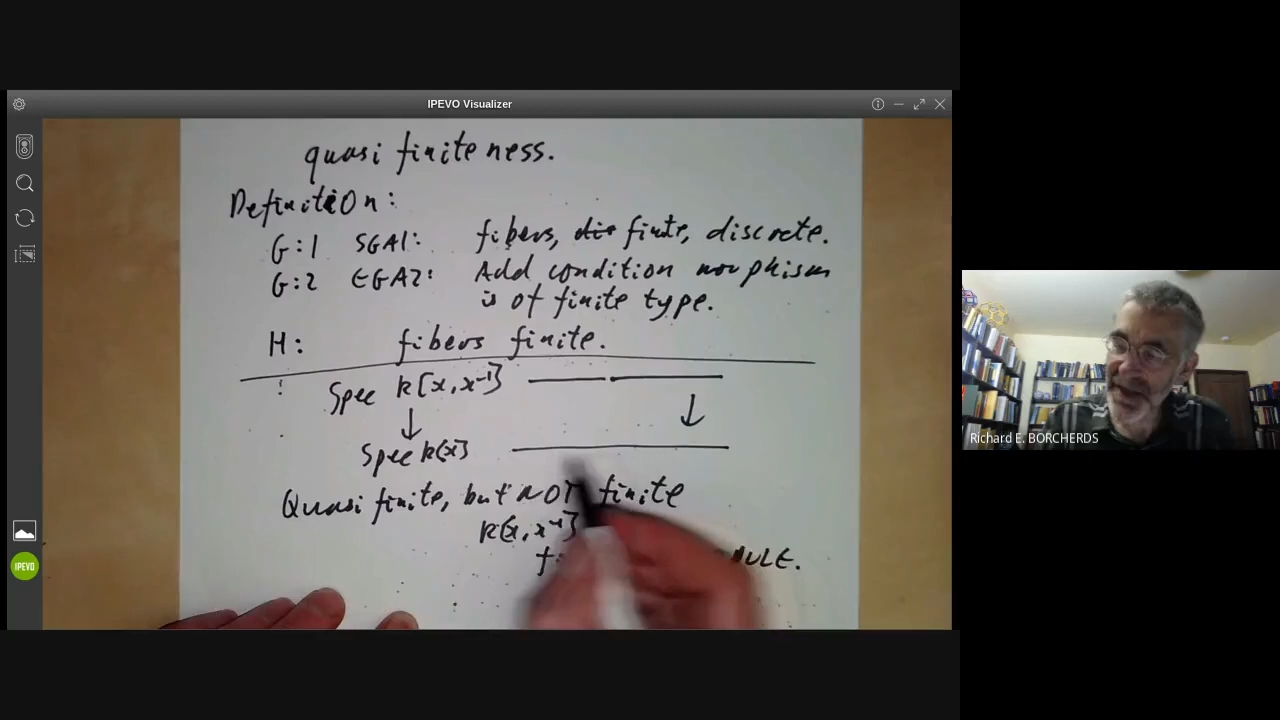 IPEVO Visualizer
quasi finiteness.
Definition:
G:1 SGA1: fibers, dis finite, discrete.
G:2 EGA2: Add condition morphism
is of finite type.
H: fibers finite.
Spec k[x,x⁻¹]
↓ ↓
Spec k[x]
Quasi finite, but not finite
k[x,x⁻¹]
IPEVO
Richard E. BORCHERDS